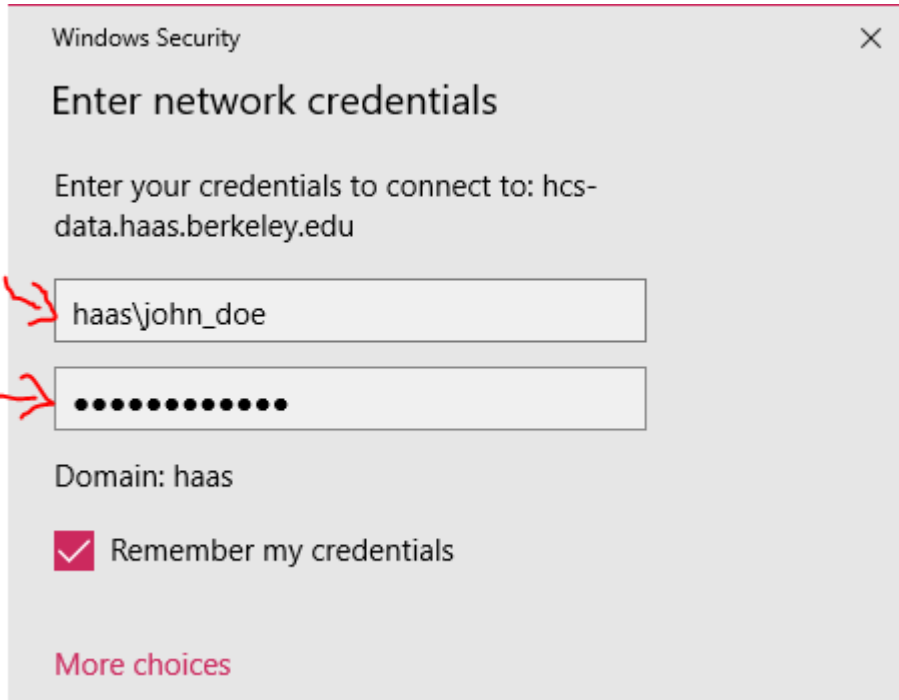 Windows Security
Enter network credentials
Enter your credentials to connect to: hcs-
data.haas.berkeley.edu
haas\john_doe
●●●●●●●●●●●●
Domain: haas
Remember my credentials
More choices